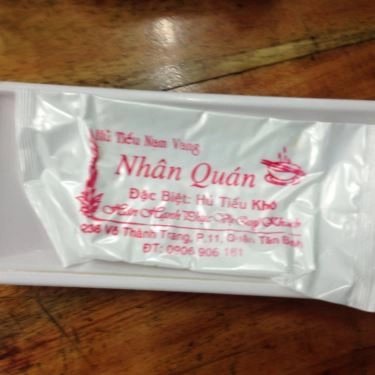 Hủ Tiếu Nam Vang
Nhân Quán
Đặc Biệt: Hủ Tiếu Khô
Hân Hạnh Phục Vụ Quý Khách
236 Võ Thành Trang, P.11, Quận Tân Bình
ĐT: 0906 906 161